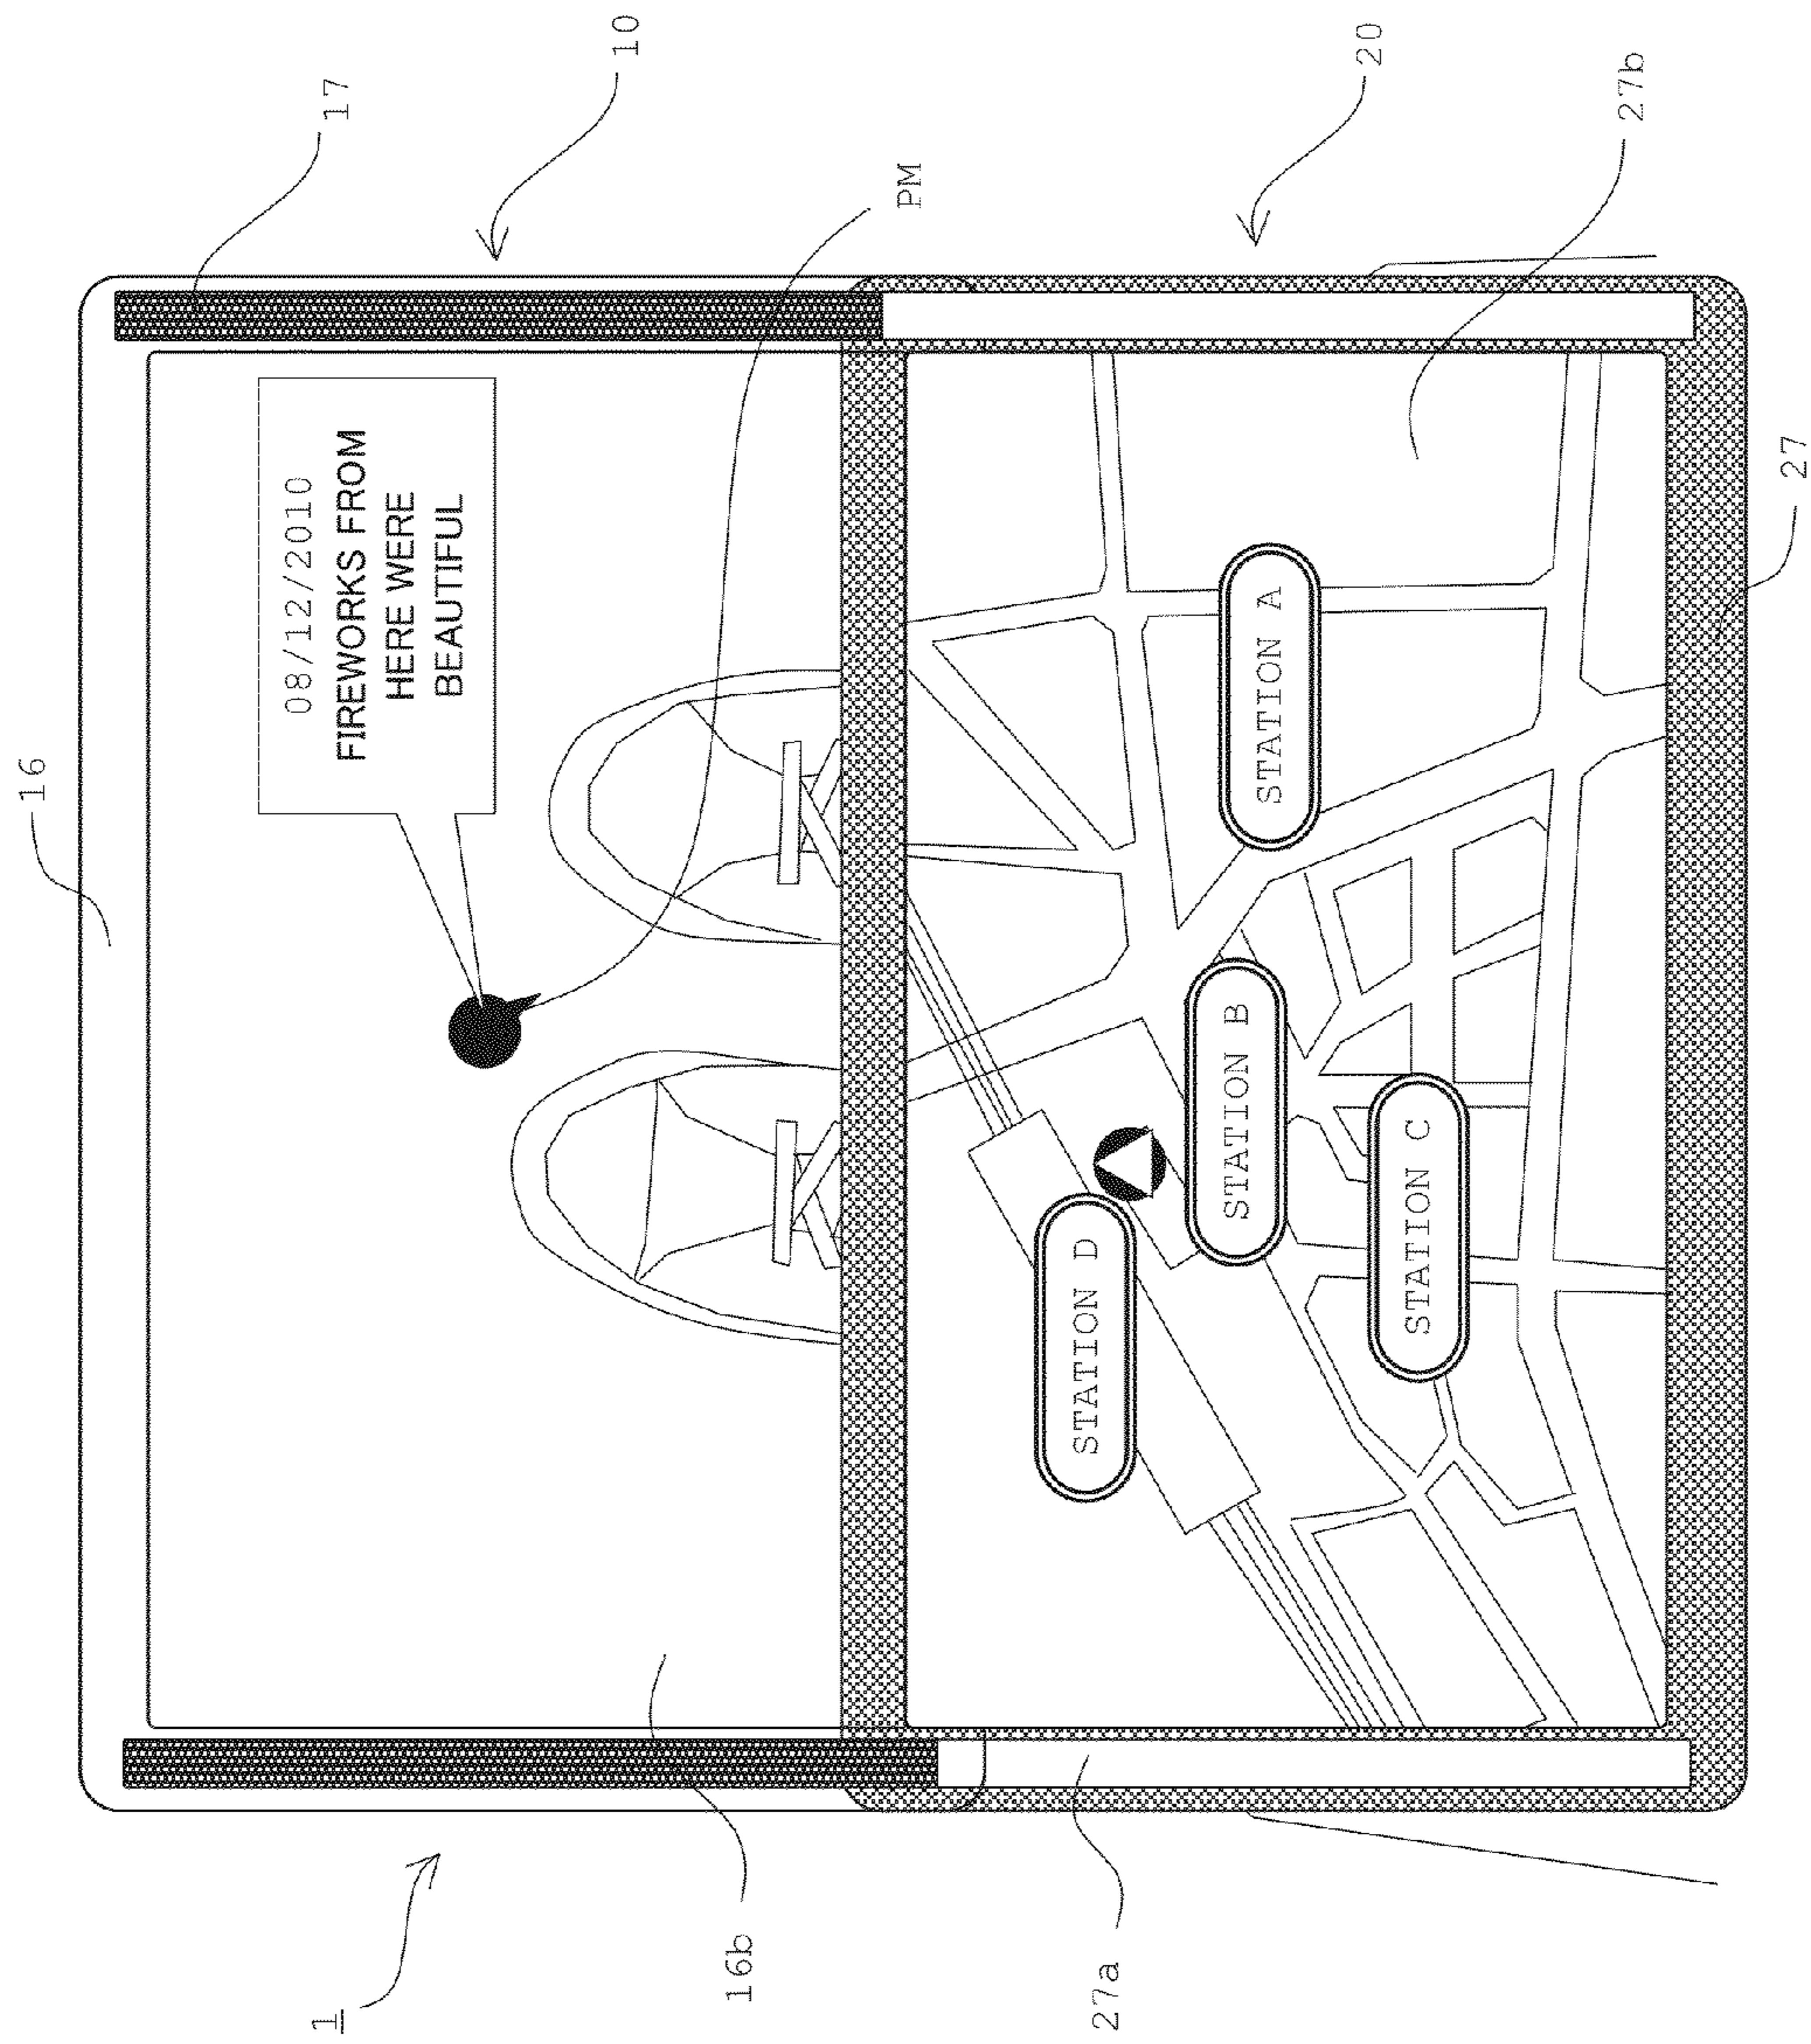 16
17
10
08/12/2010
FIREWORKS FROM
HERE WERE
BEAUTIFUL
PM
20
27b
STATION A
STATION B
STATION C
STATION D
27
1
16b
27a